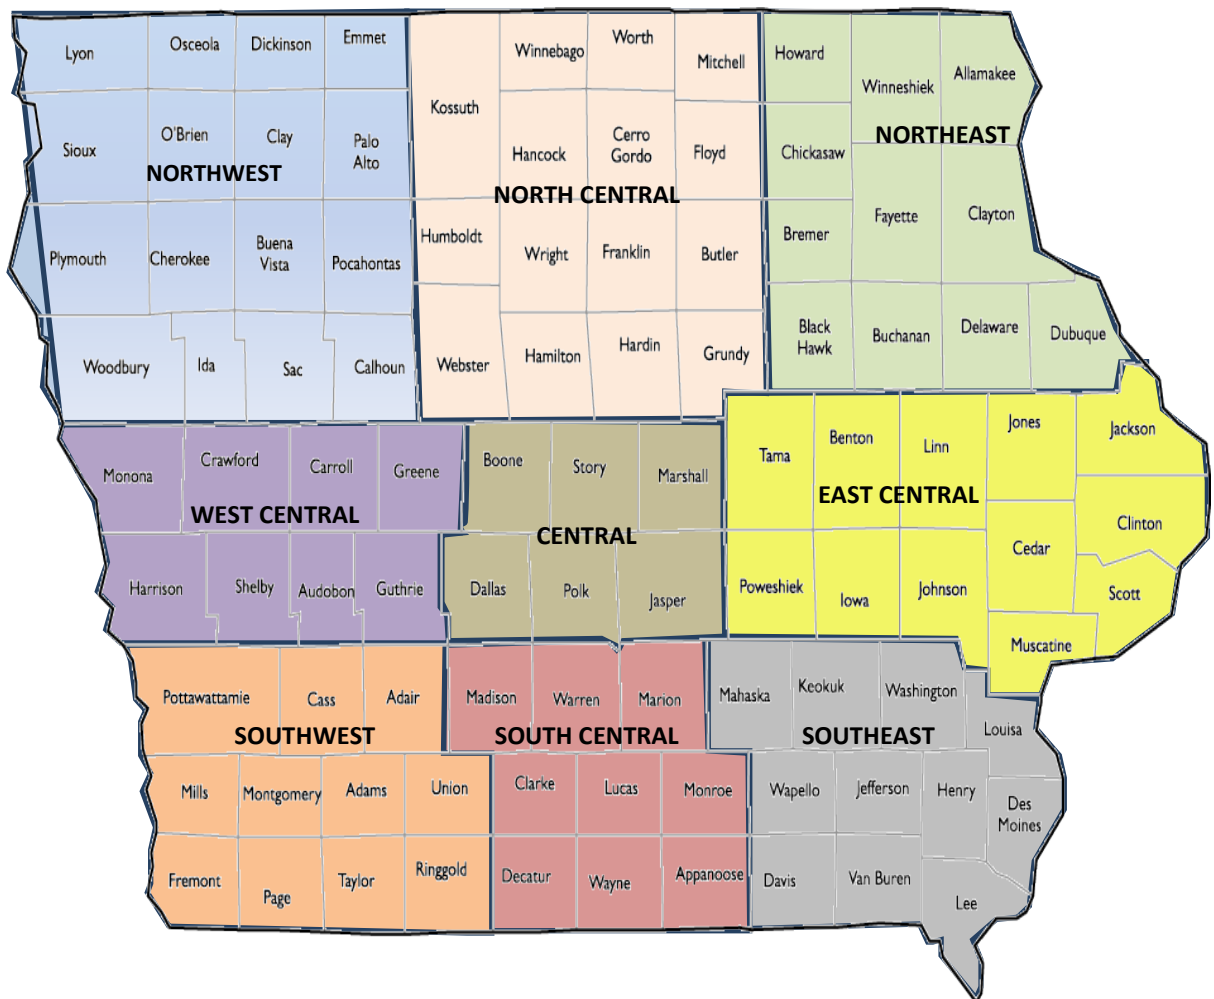 Lyon
Osceola
Dickinson
Emmet
Kossuth
Winnebago
Worth
Mitchell
Howard
Winneshiek
Allamakee
Sioux
O'Brien
Clay
Palo
Alto
Hancock
Cerro
Gordo
Floyd
Chickasaw
NORTHWEST
NORTH CENTRAL
NORTHEAST
Plymouth
Cherokee
Buena
Vista
Pocahontas
Humboldt
Wright
Franklin
Butler
Bremer
Fayette
Clayton
Woodbury
Ida
Sac
Calhoun
Webster
Hamilton
Hardin
Grundy
Black
Hawk
Buchanan
Delaware
Dubuque
Monona
Crawford
Carroll
Greene
Boone
Story
Marshall
Tama
Benton
Linn
Jones
Jackson
WEST CENTRAL
CENTRAL
EAST CENTRAL
Clinton
Cedar
Harrison
Shelby
Audobon
Guthrie
Dallas
Polk
Jasper
Poweshiek
Iowa
Johnson
Scott
Muscatine
Pottawattamie
Cass
Adair
Madison
Warren
Marion
Mahaska
Keokuk
Washington
Louisa
SOUTHWEST
SOUTH CENTRAL
SOUTHEAST
Mills
Montgomery
Adams
Union
Clarke
Lucas
Monroe
Wapello
Jefferson
Henry
Des
Moines
Fremont
Page
Taylor
Ringgold
Decatur
Wayne
Appanoose
Davis
Van Buren
Lee